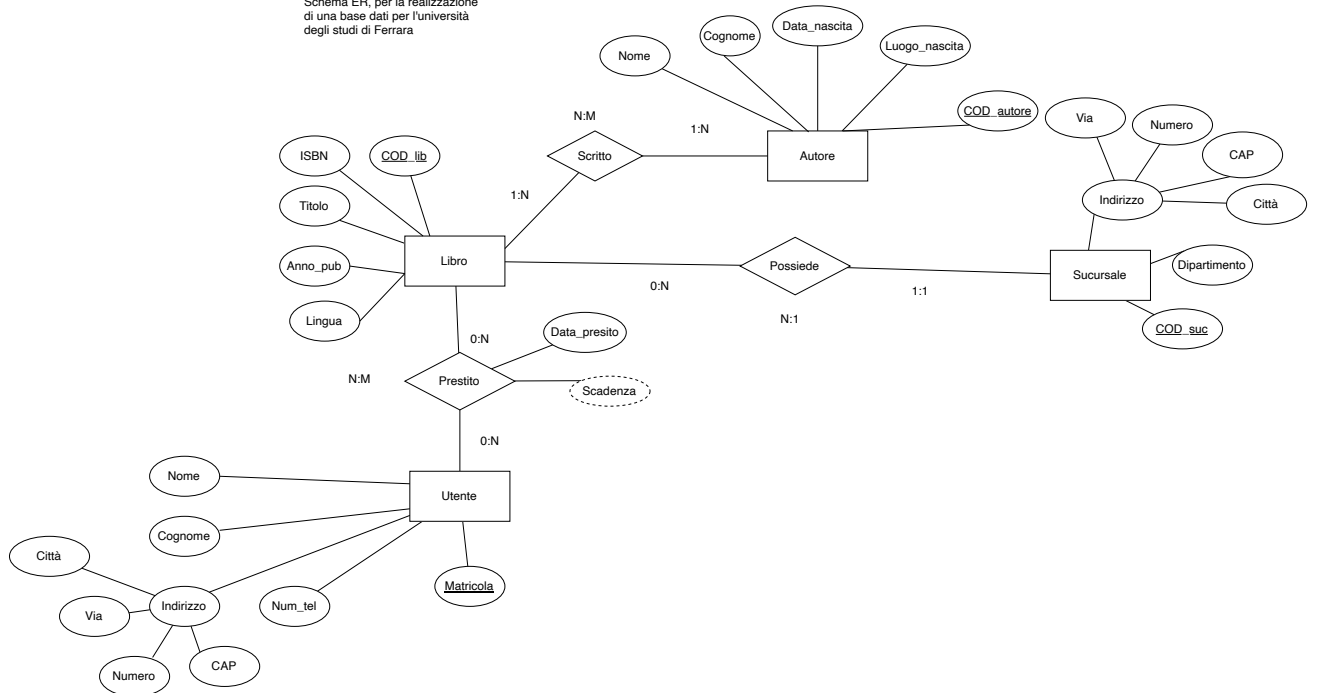 Schema ER, per la realizzazione
di una base dati per l'università
degli studi di Ferrara
Data_nascita
Cognome
Luogo_nascita
Nome
COD_autore
N:M
Via
Numero
1:N
ISBN
COD_lib
Scritto
Autore
CAP
1:N
Indirizzo
Città
Titolo
Libro
Possiede
Dipartimento
Anno_pub
Sucursale
0:N
1:1
Lingua
N:1
COD_suc
Data_presito
0:N
N:M
Prestito
Scadenza
0:N
Nome
Utente
Cognome
Città
Matricola
Indirizzo
Num_tel
Via
CAP
Numero